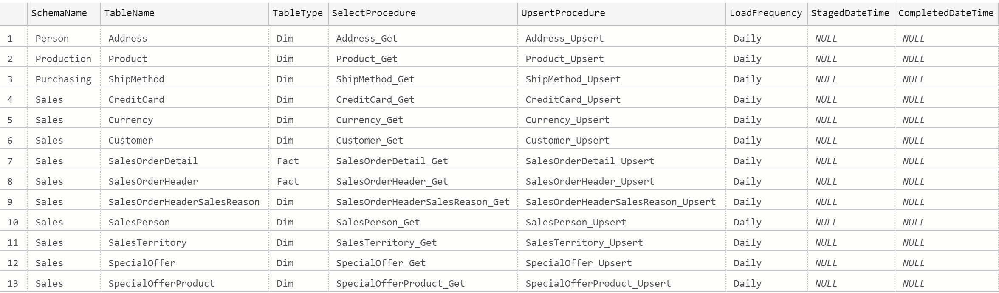 SchemaName TableName TableType SelectProcedure UpsertProcedure LoadFrequency StagedDateTime CompletedDateTime
1 Person Address Dim Address_Get Address_Upsert Daily NULL NULL
2 Production Product Dim Product_Get Product_Upsert Daily NULL NULL
3 Purchasing ShipMethod Dim ShipMethod_Get ShipMethod_Upsert Daily NULL NULL
4 Sales CreditCard Dim CreditCard_Get CreditCard_Upsert Daily NULL NULL
5 Sales Currency Dim Currency_Get Currency_Upsert Daily NULL NULL
6 Sales Customer Dim Customer_Get Customer_Upsert Daily NULL NULL
7 Sales SalesOrderDetail Fact SalesOrderDetail_Get SalesOrderDetail_Upsert Daily NULL NULL
8 Sales SalesOrderHeader Fact SalesOrderHeader_Get SalesOrderHeader_Upsert Daily NULL NULL
9 Sales SalesOrderHeaderSalesReason Dim SalesOrderHeaderSalesReason_Get SalesOrderHeaderSalesReason_Upsert Daily NULL NULL
10 Sales SalesPerson Dim SalesPerson_Get SalesPerson_Upsert Daily NULL NULL
11 Sales SalesTerritory Dim SalesTerritory_Get SalesTerritory_Upsert Daily NULL NULL
12 Sales SpecialOffer Dim SpecialOffer_Get SpecialOffer_Upsert Daily NULL NULL
13 Sales SpecialOfferProduct Dim SpecialOfferProduct_Get SpecialOfferProduct_Upsert Daily NULL NULL